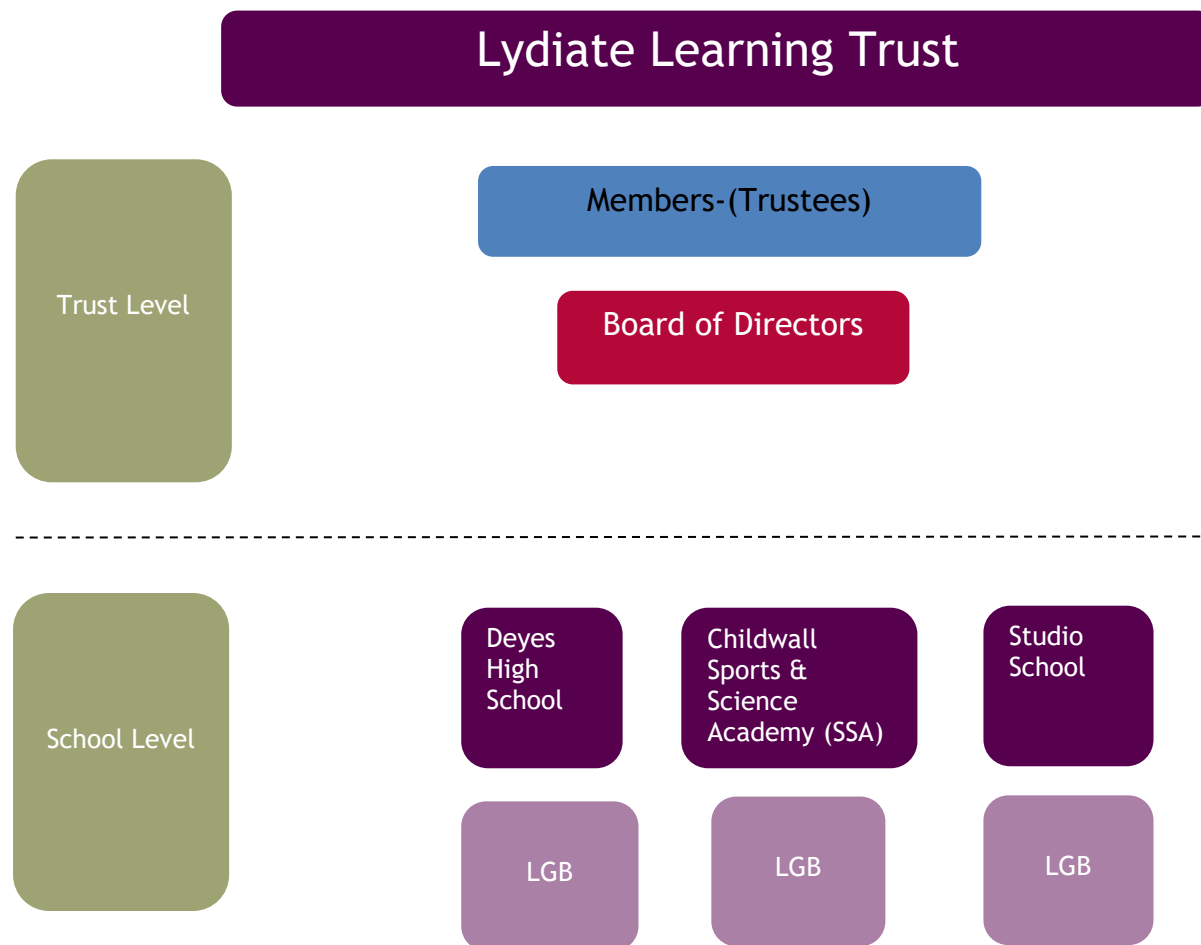 Lydiate Learning Trust
Members-(Trustees)
Trust Level
Board of Directors
School Level
Deyes
High
School
Childwall
Sports &
Science
Academy (SSA)
Studio
School
LGB
LGB
LGB